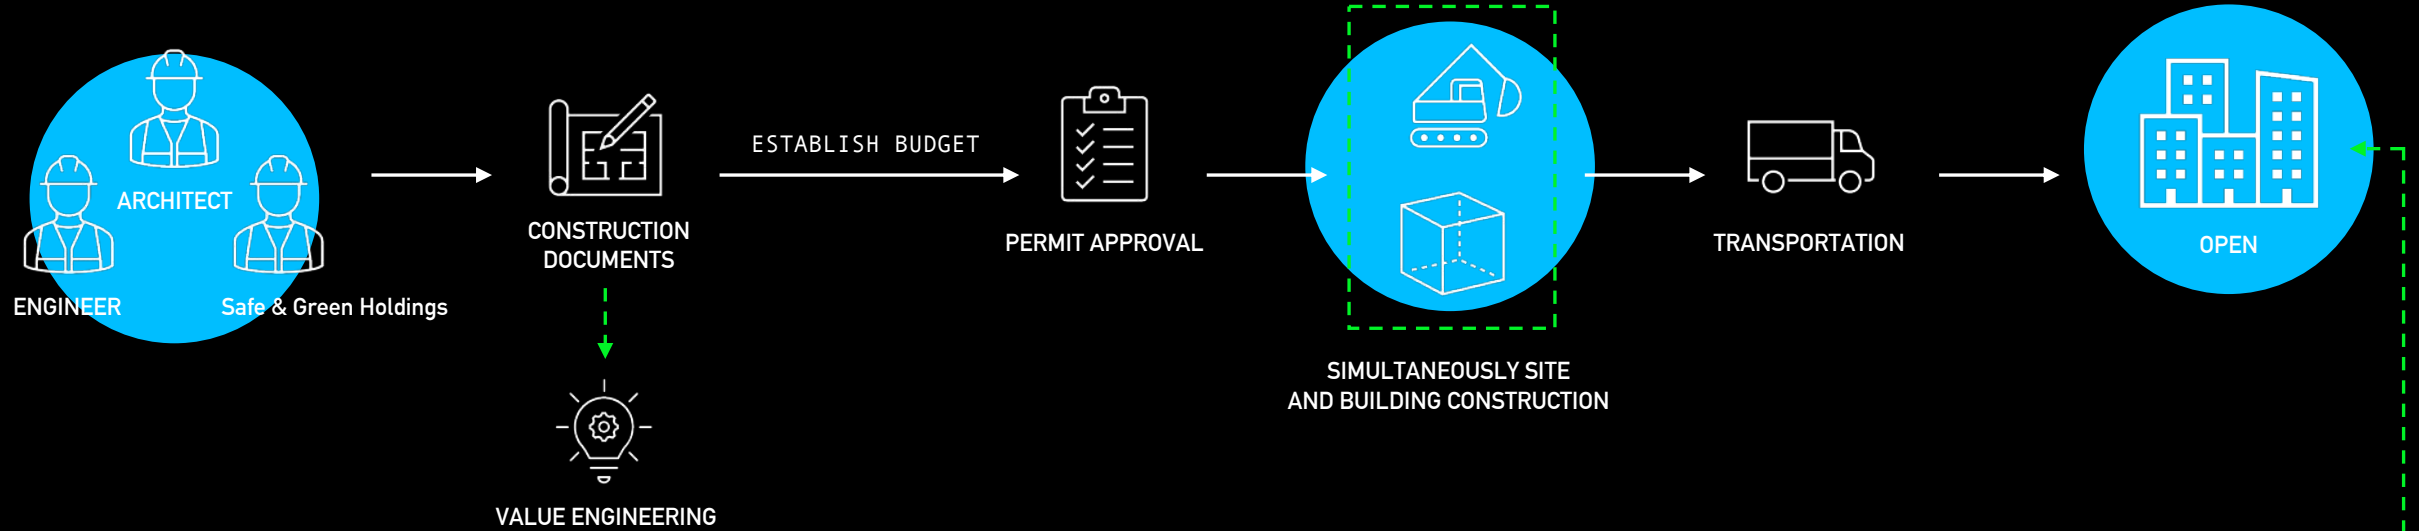 ARCHITECT
ENGINEER
Safe & Green Holdings
CONSTRUCTION
DOCUMENTS
VALUE ENGINEERING
ESTABLISH BUDGET
PERMIT APPROVAL
SIMULTANEOUSLY SITE
AND BUILDING CONSTRUCTION
TRANSPORTATION
OPEN